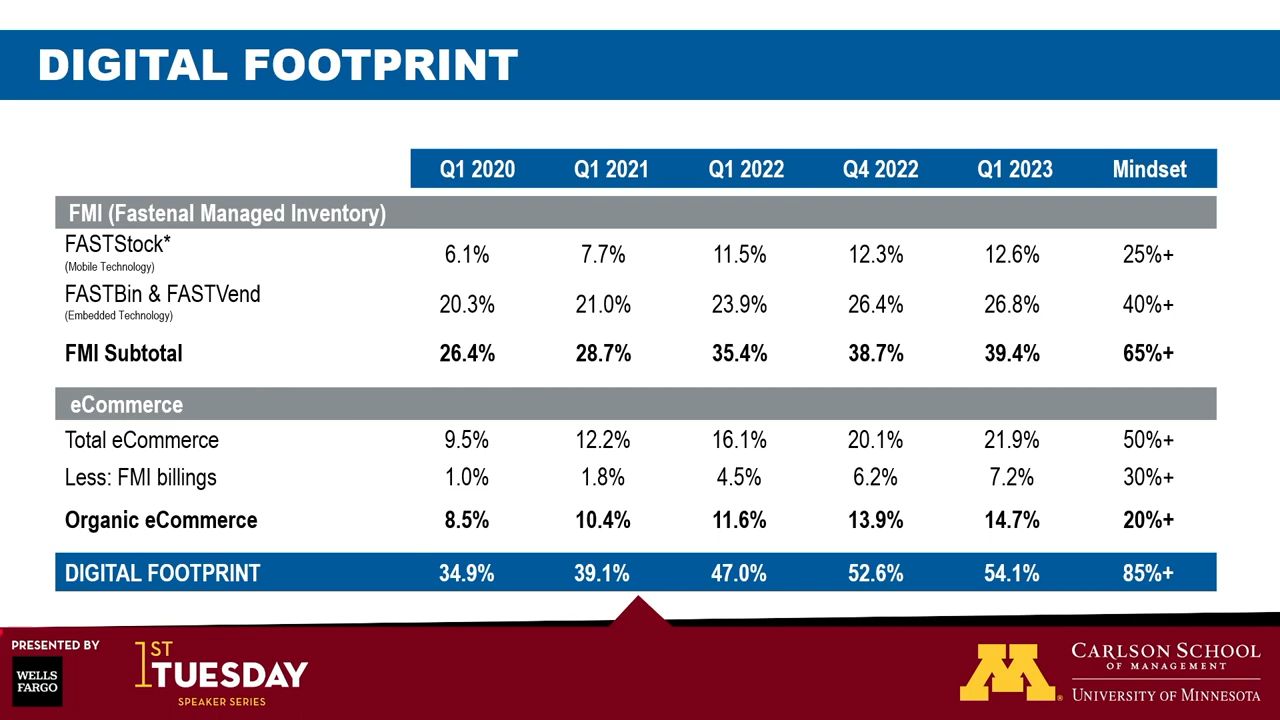 DIGITAL FOOTPRINT
Q1 2020 Q1 2021 Q1 2022 Q4 2022 Q1 2023 Mindset
FMI (Fastenal Managed Inventory)
FASTStock* 6.1% 7.7% 11.5% 12.3% 12.6% 25%+
(Mobile Technology)
FASTBin & FASTVend 20.3% 21.0% 23.9% 26.4% 26.8% 40%+
(Embedded Technology)
FMI Subtotal 26.4% 28.7% 35.4% 38.7% 39.4% 65%+
eCommerce
Total eCommerce 9.5% 12.2% 16.1% 20.1% 21.9% 50%+
Less: FMI billings 1.0% 1.8% 4.5% 6.2% 7.2% 30%+
Organic eCommerce 8.5% 10.4% 11.6% 13.9% 14.7% 20%+
DIGITAL FOOTPRINT 34.9% 39.1% 47.0% 52.6% 54.1% 85%+
PRESENTED BY
WELLS
FARGO
1ST
TUESDAY
SPEAKER SERIES
M®
CARLSON SCHOOL
OF MANAGEMENT
UNIVERSITY OF MINNESOTA